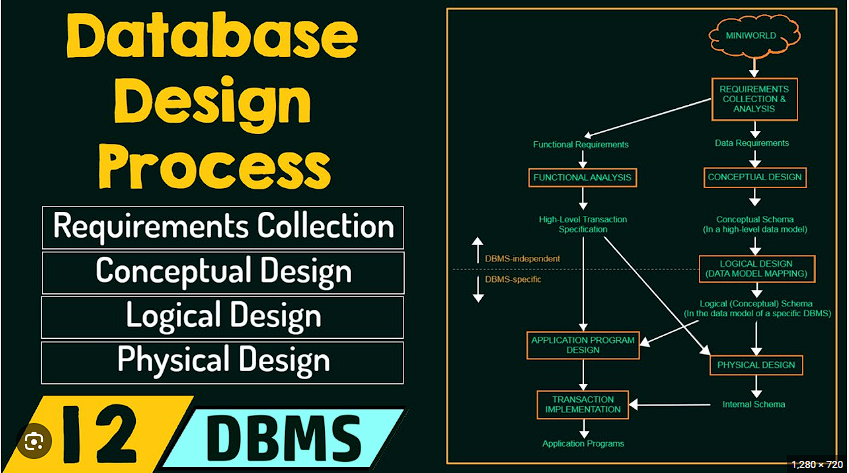 Database
Design
Process
Requirements Collection
Conceptual Design
Logical Design
Physical Design
12
DBMS
MINIWORLD
REQUIREMENTS
COLLECTION &
ANALYSIS
Functional Requirements
Data Requirements
FUNCTIONAL ANALYSIS
CONCEPTUAL DESIGN
High-Level Transaction
Specification
Conceptual Schema
(In a high-level data model)
DBMS-independent
DBMS-specific
LOGICAL DESIGN
(DATA MODEL MAPPING)
Logical (Conceptual) Schema
(In the data model of a specific DBMS)
APPLICATION PROGRAM
DESIGN
PHYSICAL DESIGN
TRANSACTION
IMPLEMENTATION
Internal Schema
Application Programs
1,280 × 720